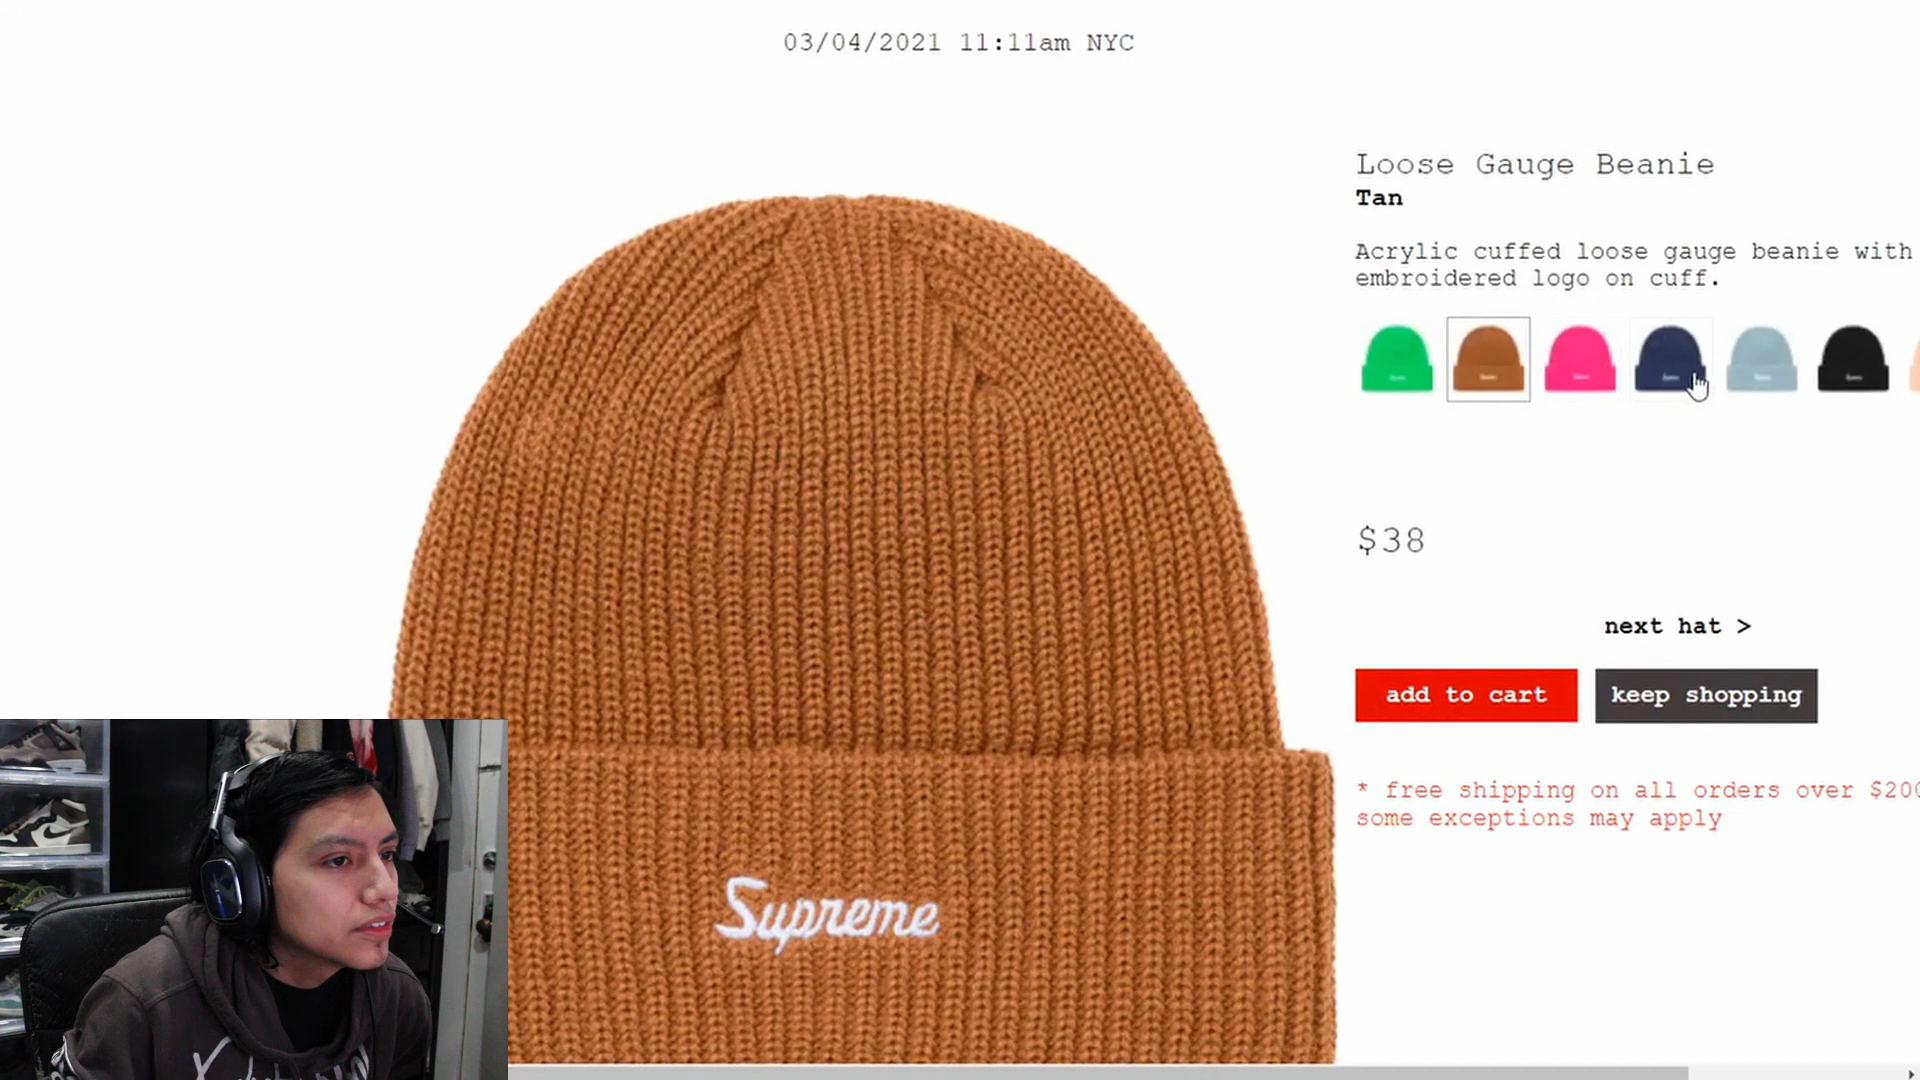 03/04/2021 11:11am NYC
Loose Gauge Beanie
Tan
Acrylic cuffed loose gauge beanie with
embroidered logo on cuff.
$38
next hat >
add to cart
keep shopping
* free shipping on all orders over $200
some exceptions may apply
Supreme